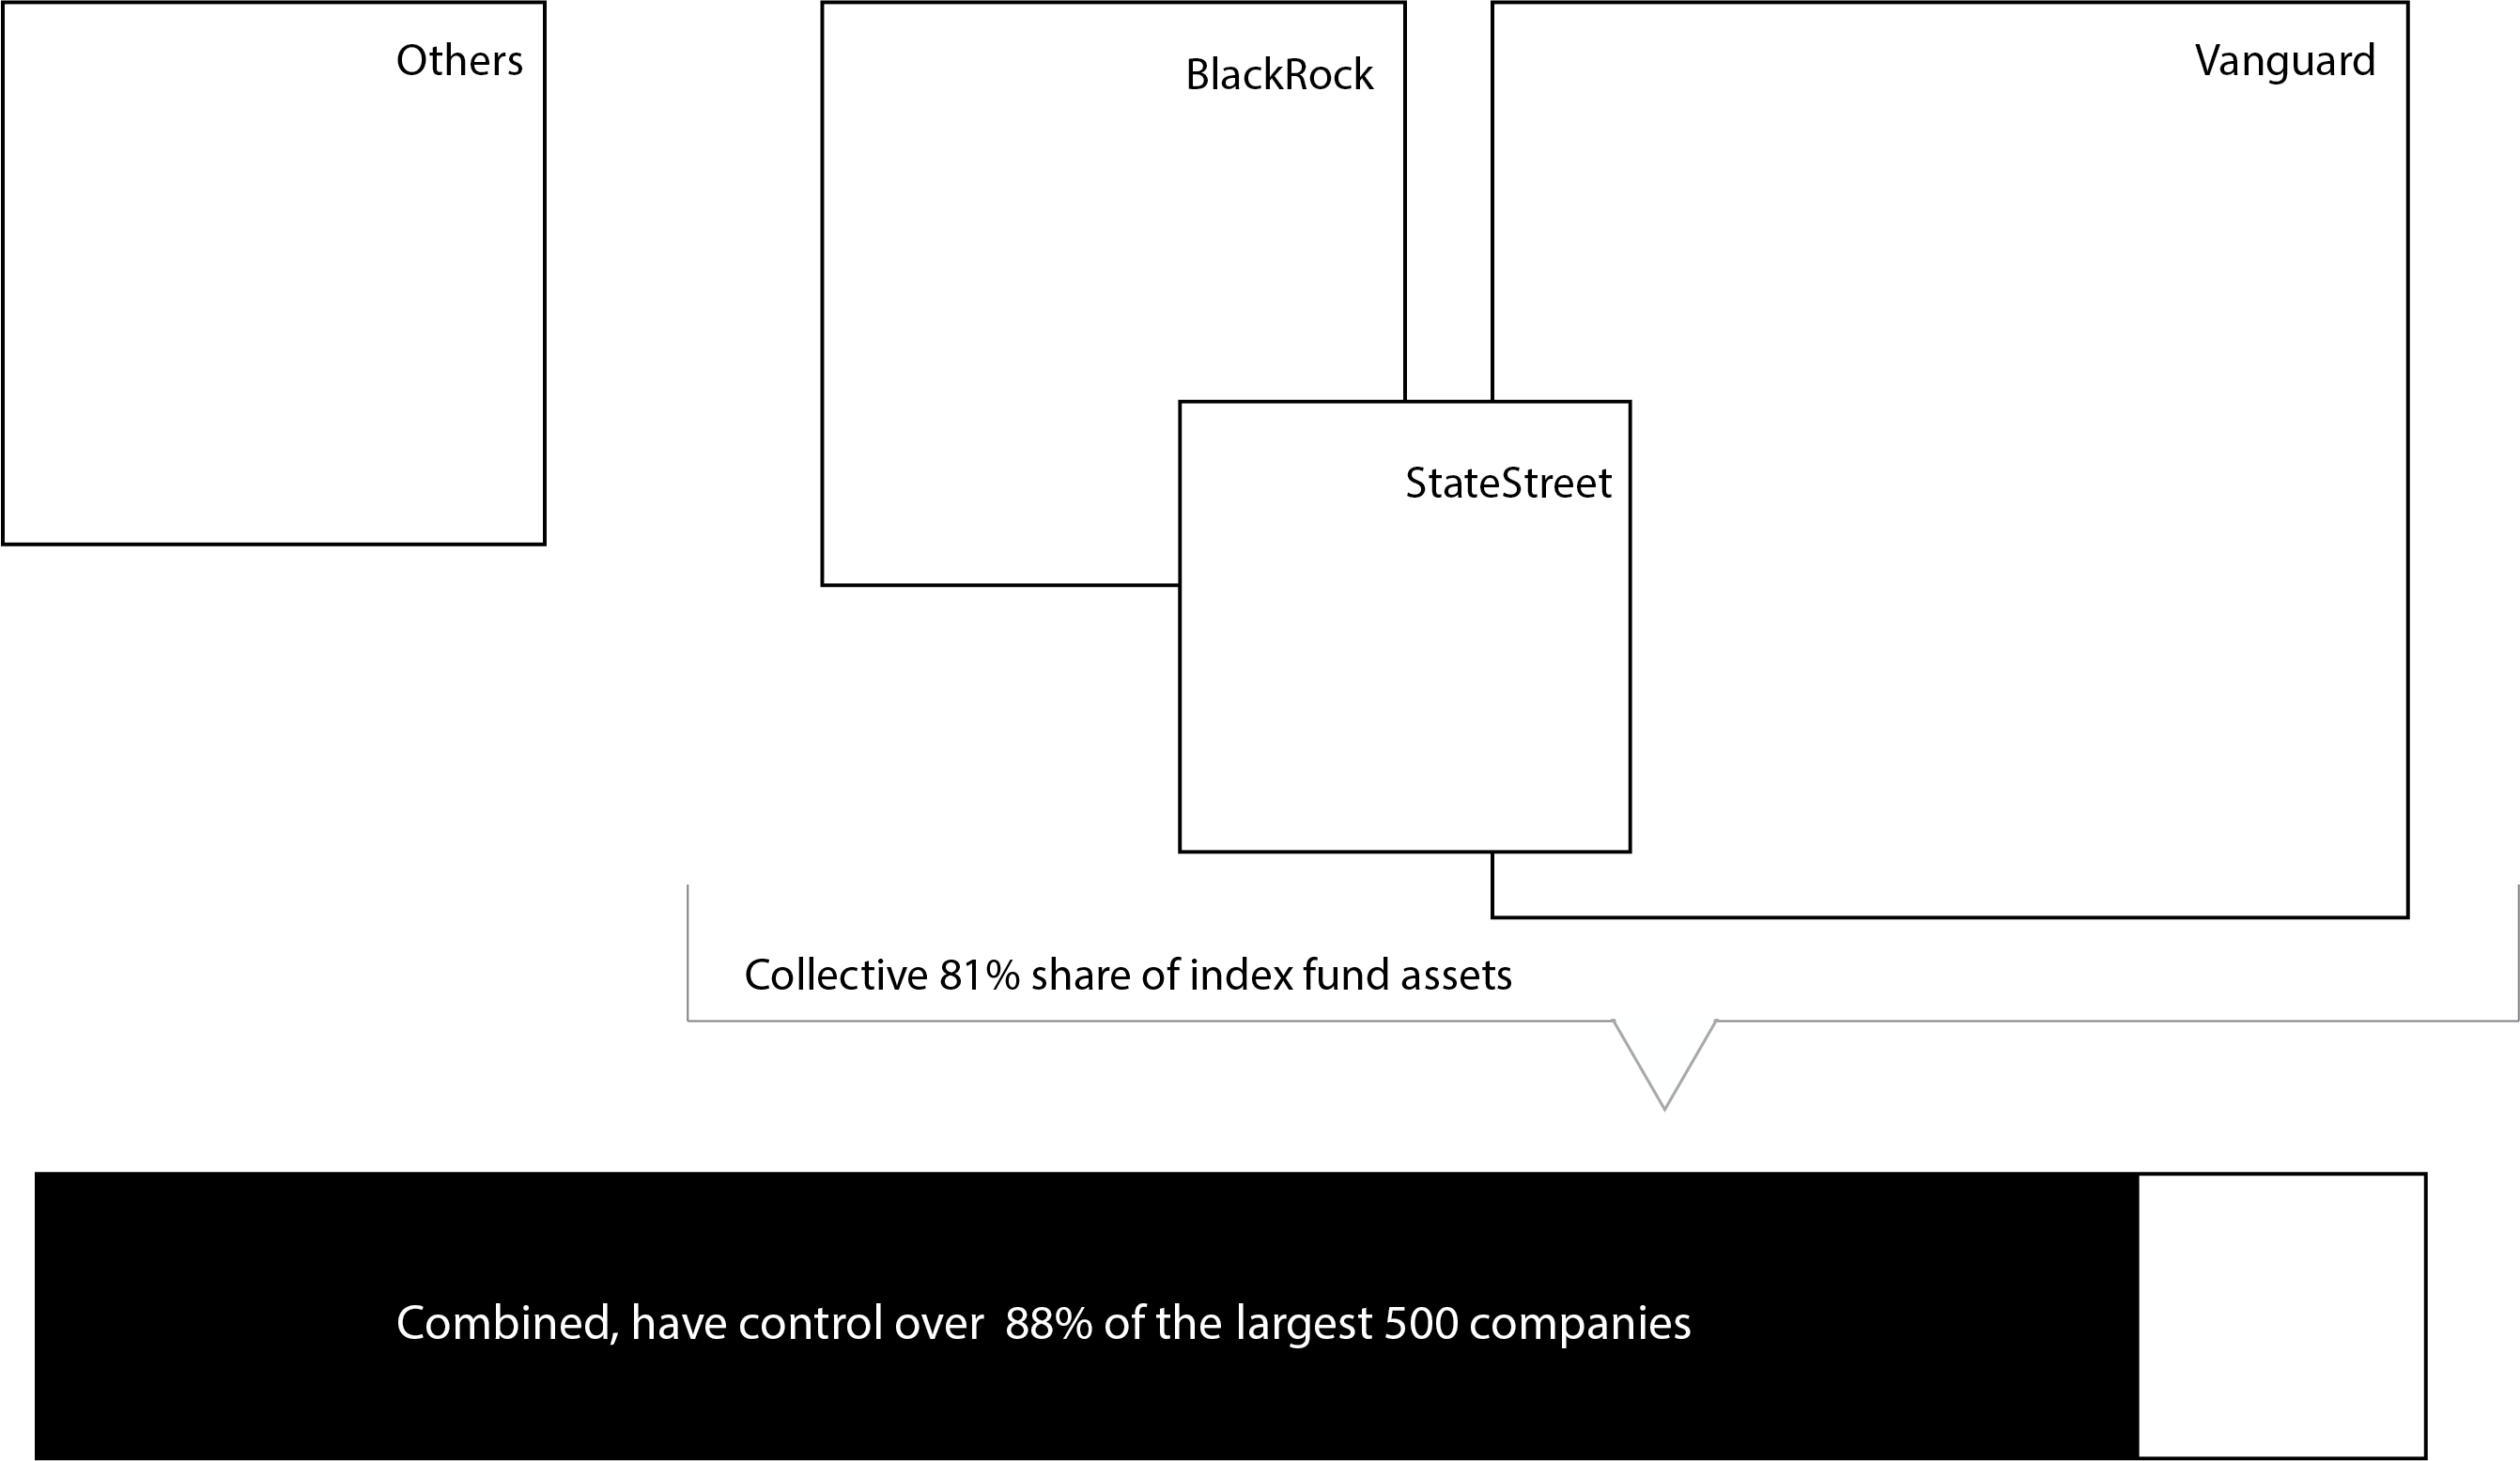 Others
BlackRock
Vanguard
StateStreet
Collective 81% share of index fund assets
Combined, have control over  88% of the largest 500 companies